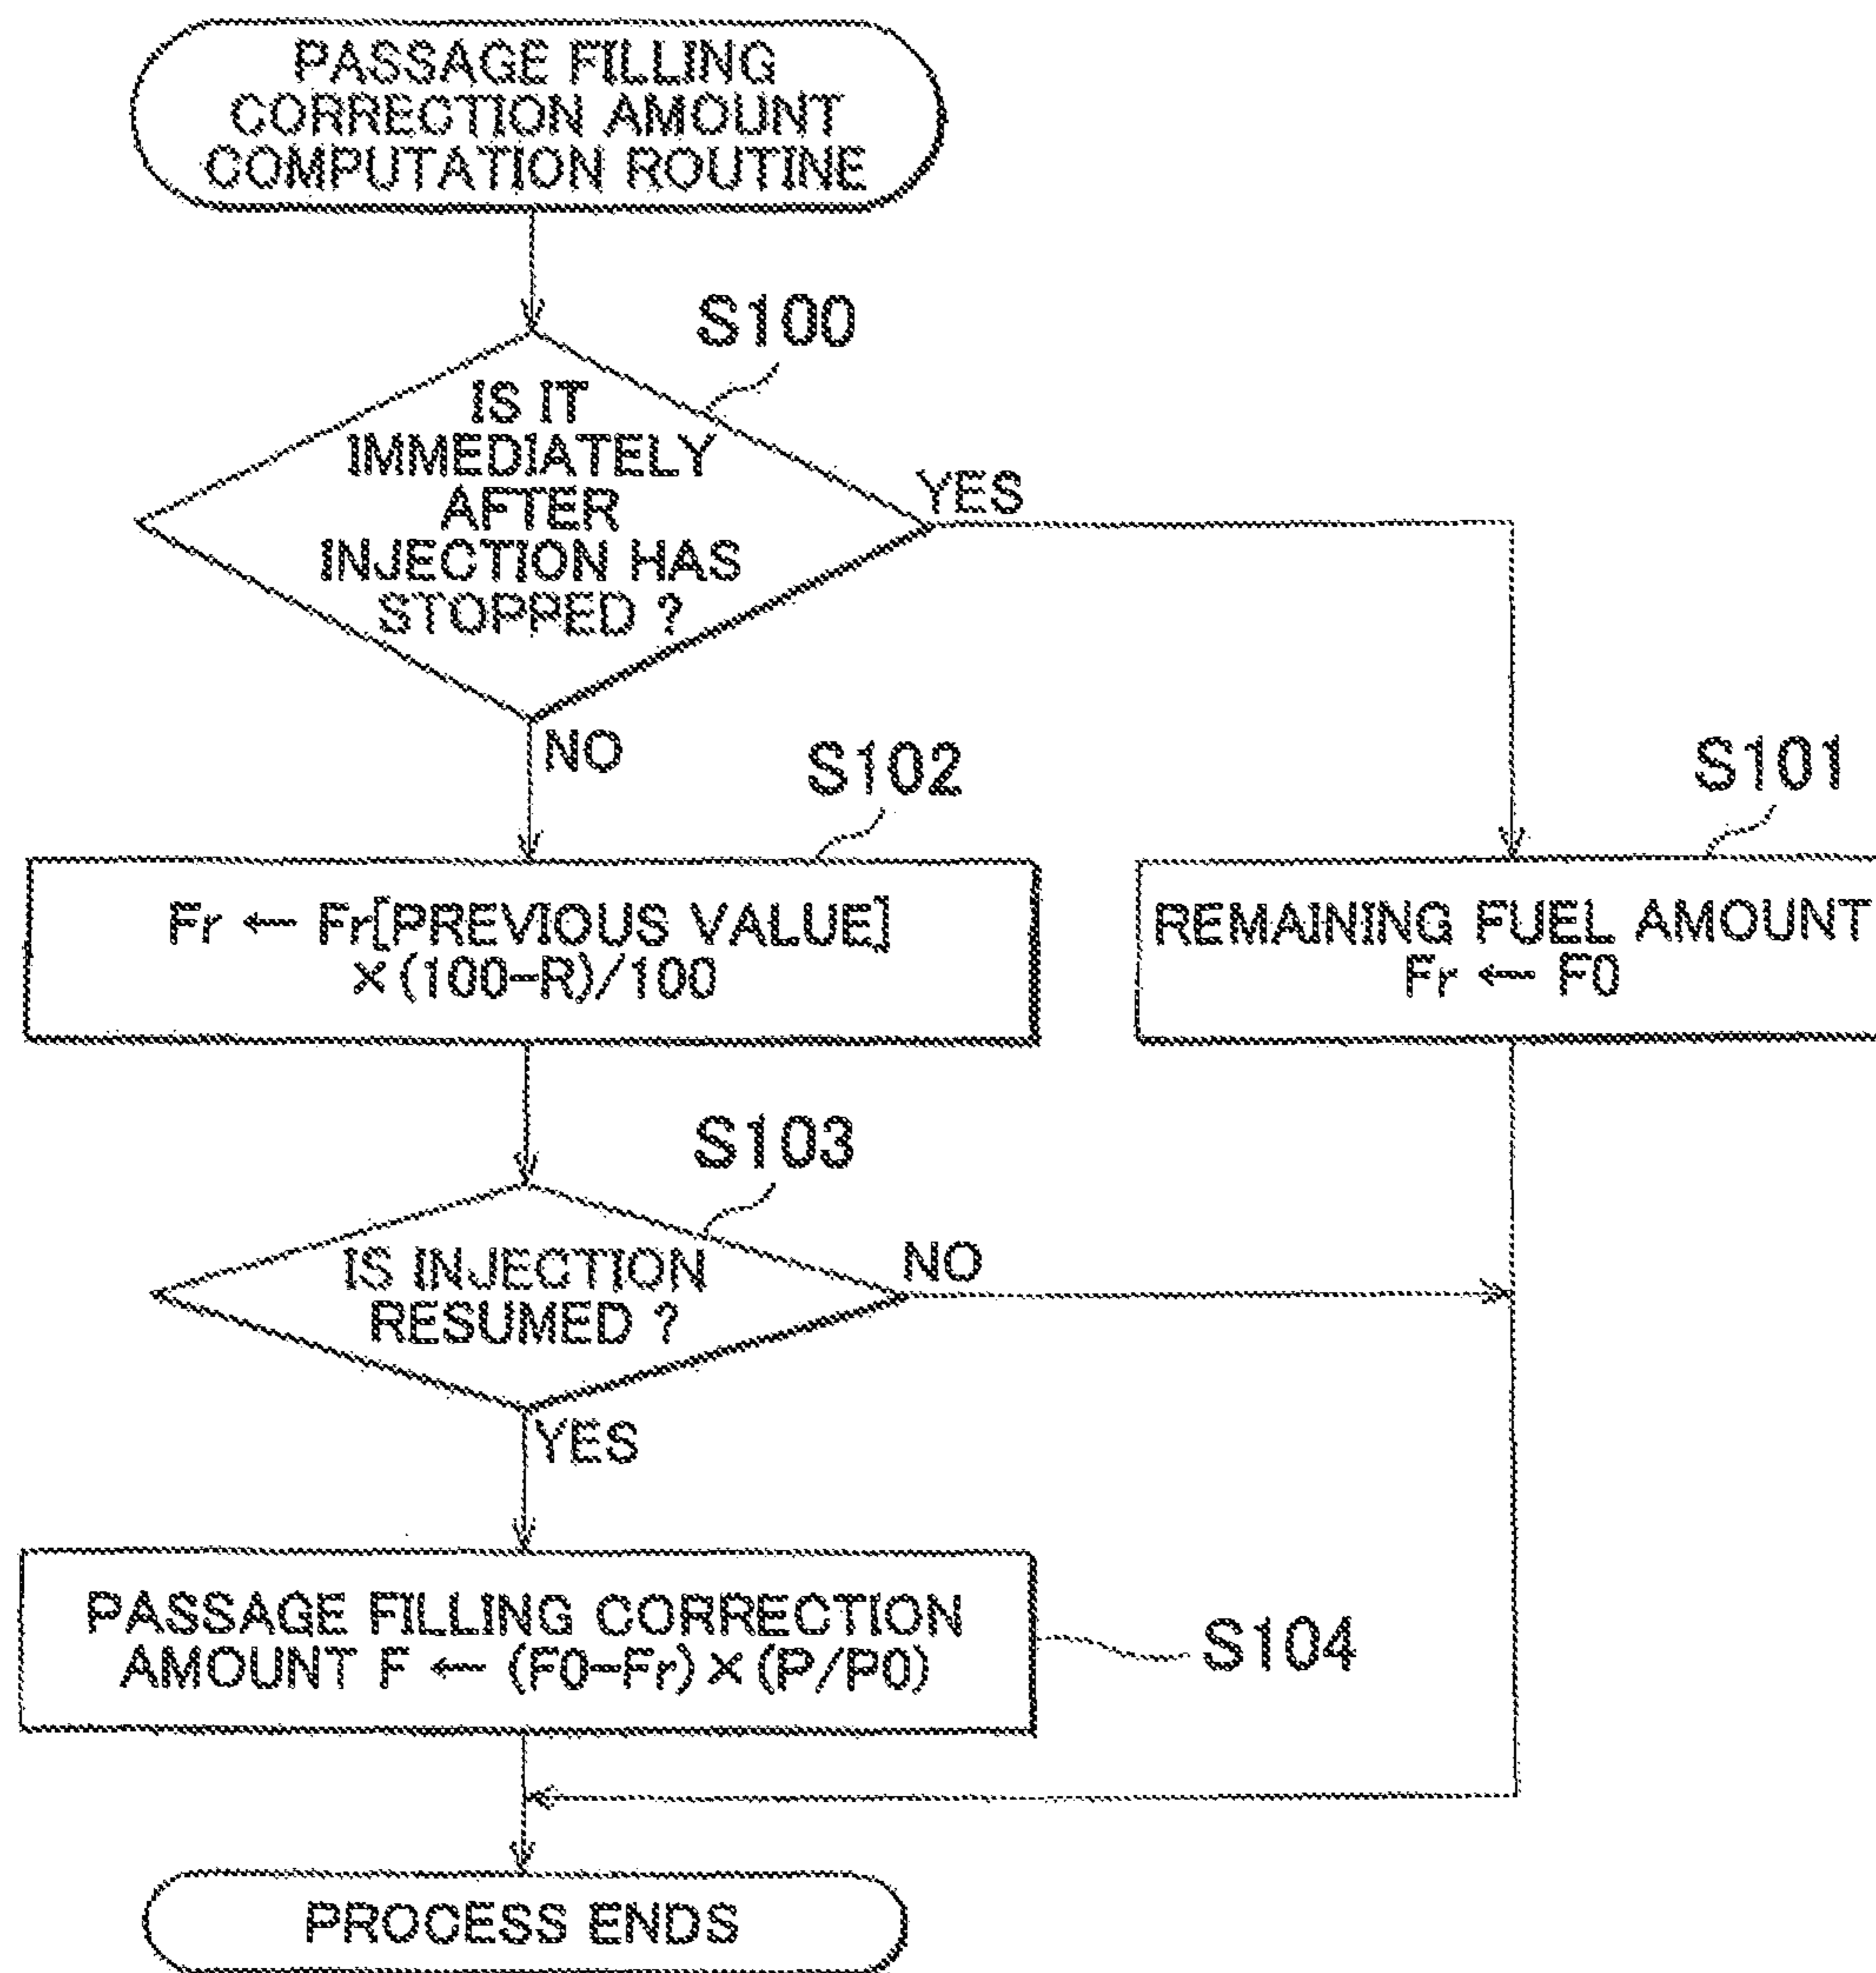 PASSAGE FILLING
CORRECTION AMOUNT
COMPUTATION ROUTINE
S100
IS IT
IMMEDIATELY
AFTER
INJECTION HAS
STOPPED ?
YES
NO
S102
S101
Fr ← Fr[PREVIOUS VALUE]
×(100-R)/100
REMAINING FUEL AMOUNT
Fr ← F0
S103
IS INJECTION
RESUMED ?
NO
YES
PASSAGE FILLING CORRECTION
AMOUNT F ← (F0-Fr)×(P/P0)
S104
PROCESS ENDS